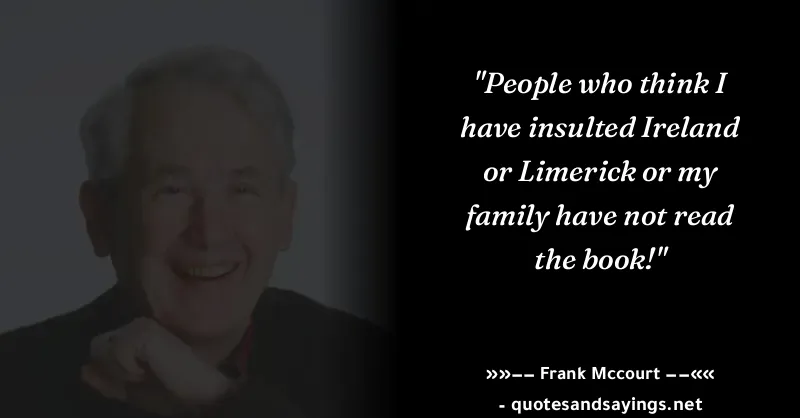 "People who think I
have insulted Ireland
or Limerick or my
family have not read
the book!"
»»–– Frank Mccourt ––««
- quotesandsayings.net